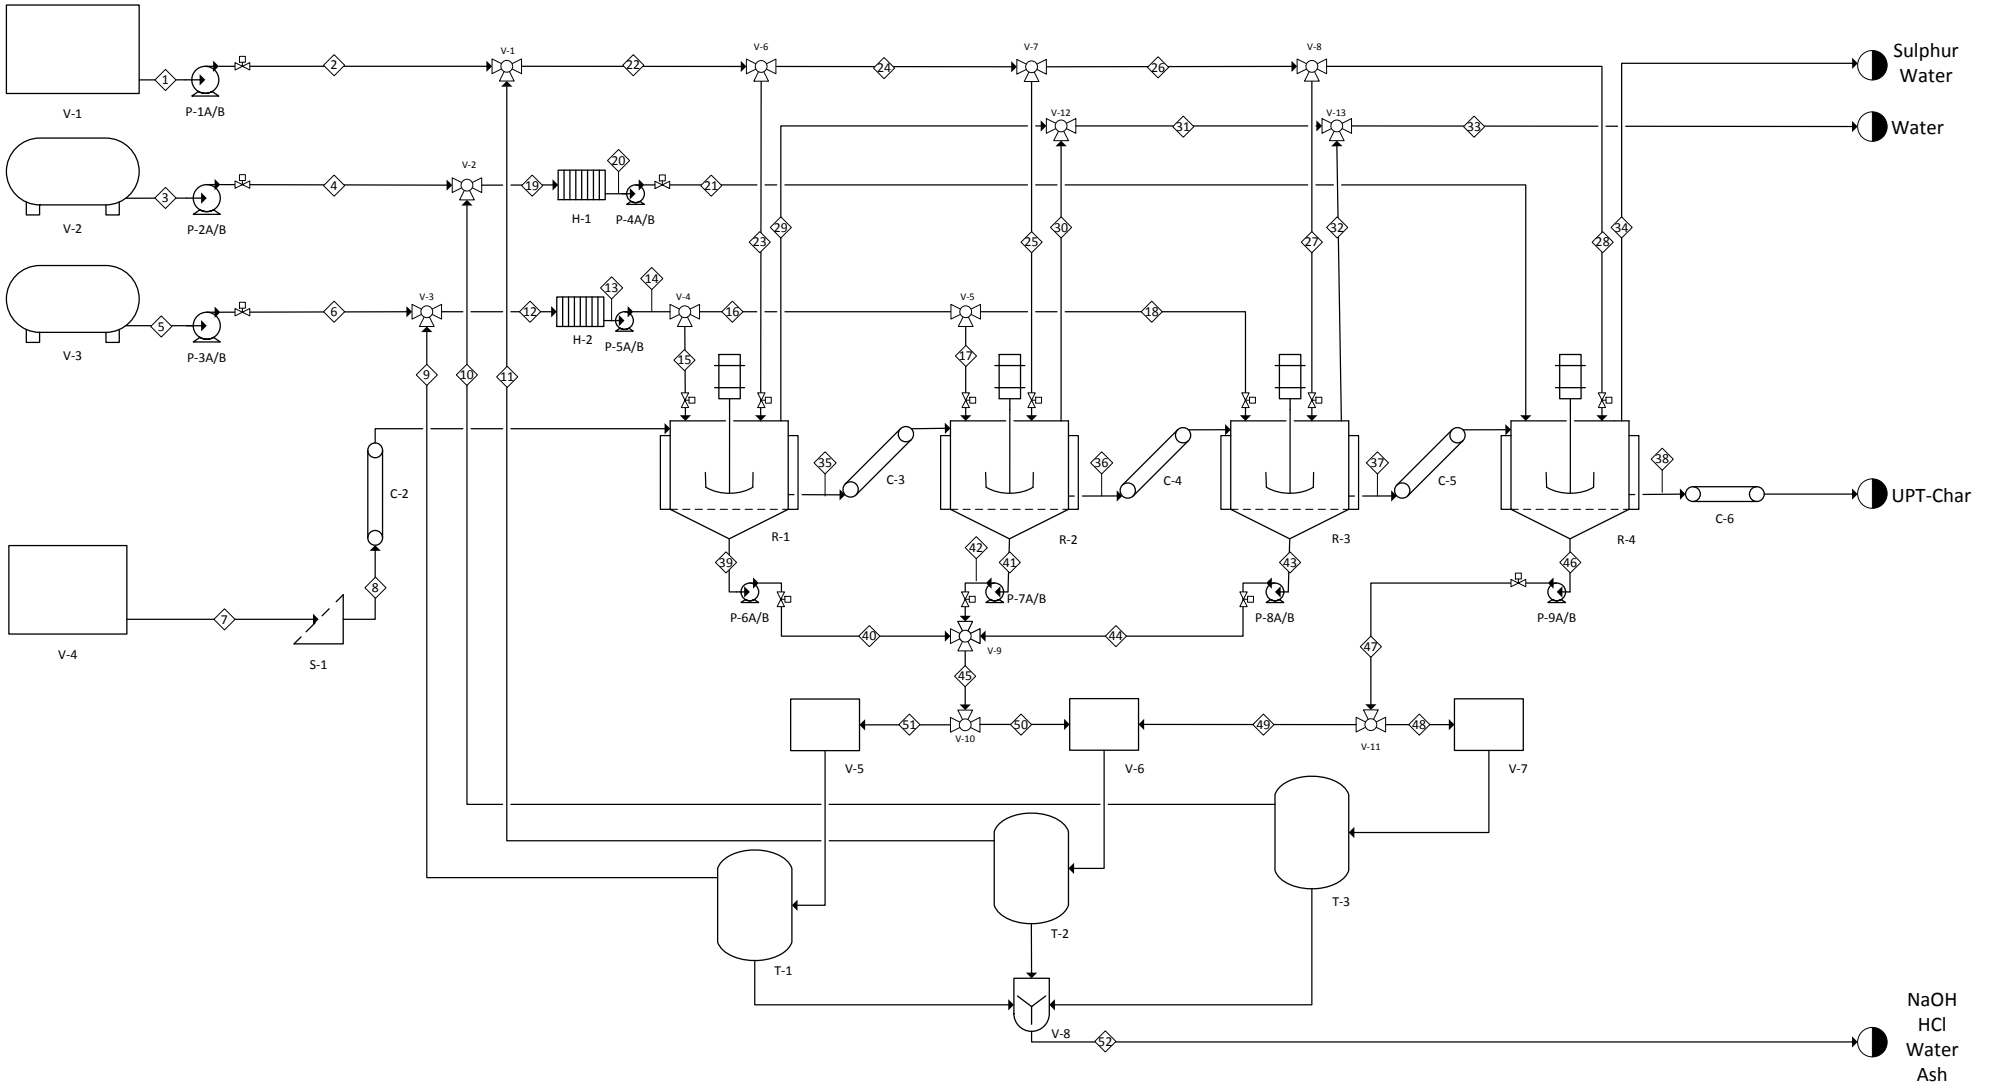 V-1
V-6
V-7
V-8
Sulphur
Water
2
22
24
26
1
V-1
P-1A/B
V-12
V-13
31
33
Water
V-2
20
3
4
19
21
V-2
P-2A/B
H-1
P-4A/B
23
29
25
30
27
32
28
34
V-3
13
14
V-4
V-5
5
6
12
16
18
V-3
P-3A/B
H-2
P-5A/B
15
17
9
10
11
C-2
35
C-3
36
C-4
37
C-5
38
UPT-Char
C-6
R-1
R-2
R-3
R-4
39
42
41
43
46
8
P-6A/B
P-7A/B
P-8A/B
P-9A/B
7
V-4
S-1
40
44
47
V-9
45
51
50
49
48
V-10
V-11
V-5
V-6
V-7
T-3
T-2
T-1
V-8
52
NaOH
HCl
Water
Ash